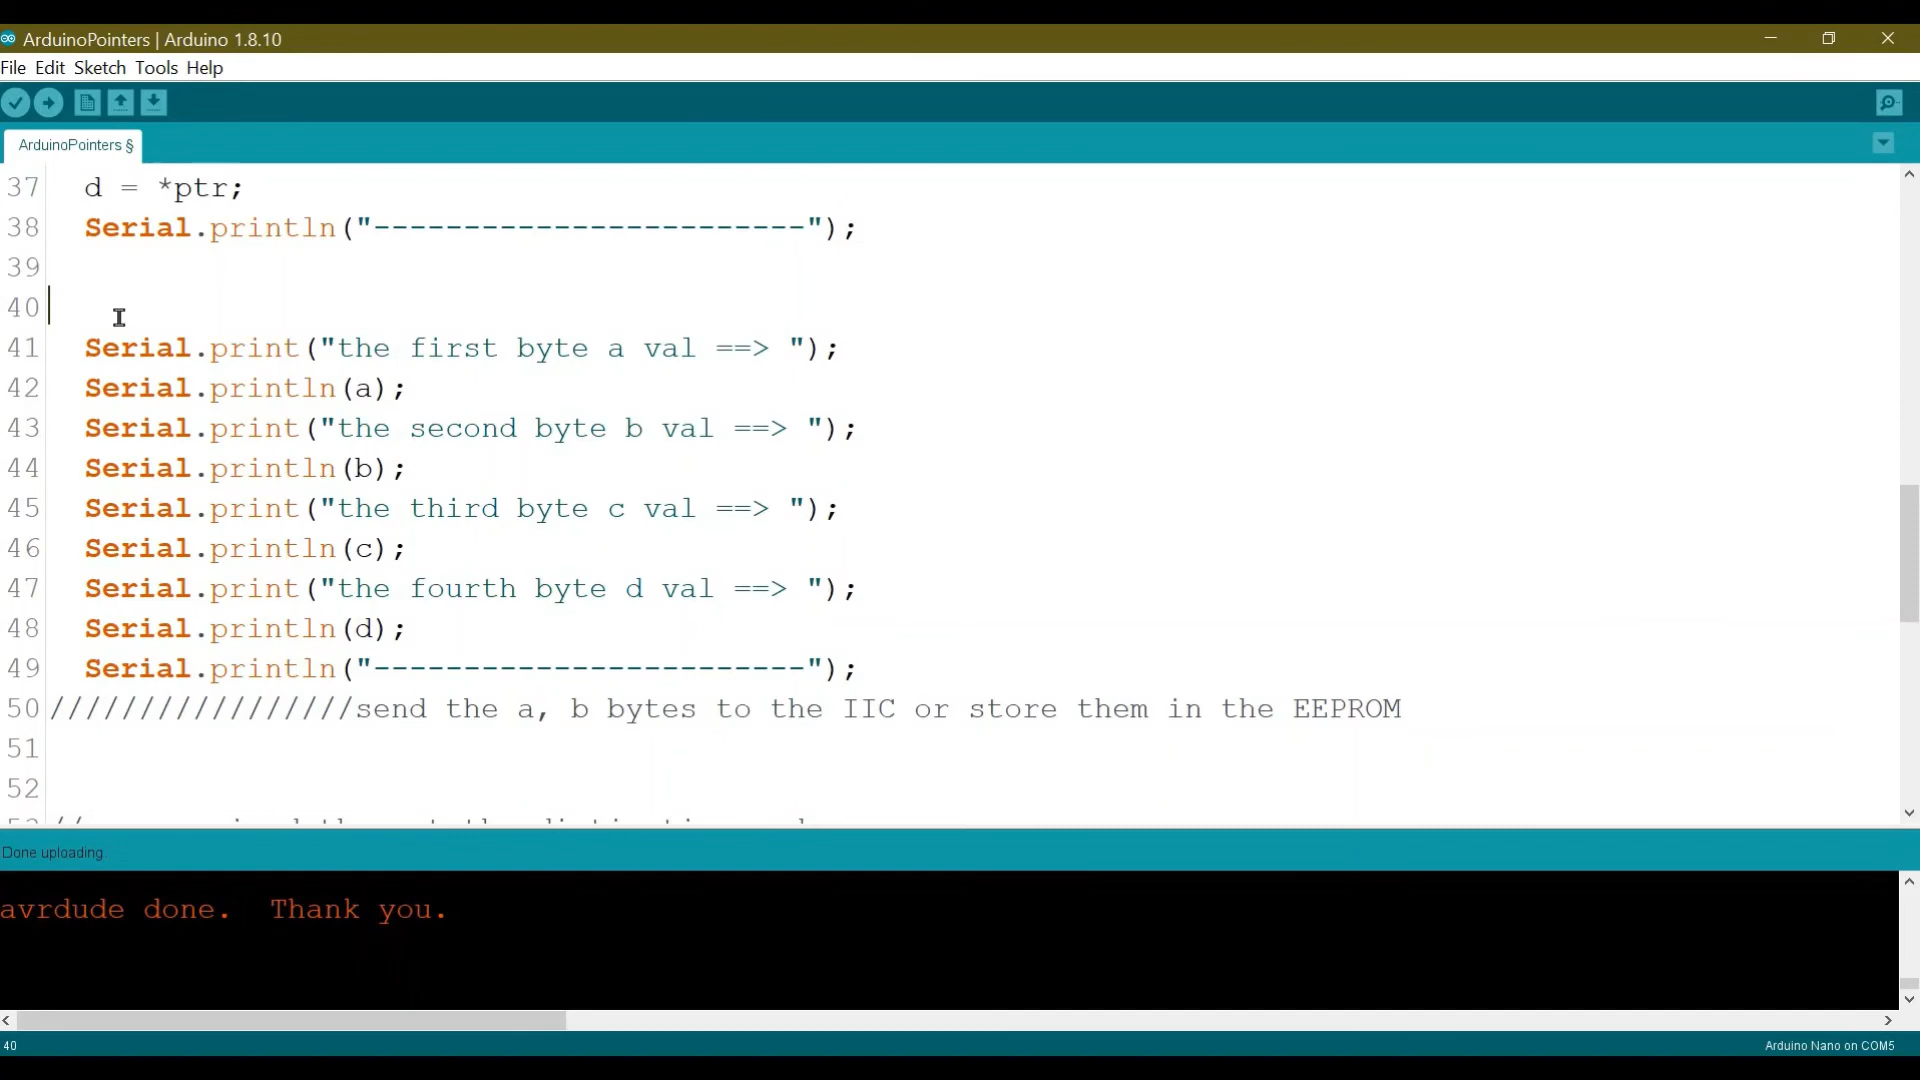 ArduinoPointers | Arduino 1.8.10
File Edit Sketch Tools Help
ArduinoPointers §
37 d = *ptr;
38 Serial.println("------------------------");
39
40
41 Serial.print("the first byte a val ==> ");
42 Serial.println(a);
43 Serial.print("the second byte b val ==> ");
44 Serial.println(b);
45 Serial.print("the third byte c val ==> ");
46 Serial.println(c);
47 Serial.print("the fourth byte d val ==> ");
48 Serial.println(d);
49 Serial.println("------------------------");
50 /////////////////send the a, b bytes to the IIC or store them in the EEPROM
51
52
Done uploading.
avrdude done.  Thank you.
40
Arduino Nano on COM5